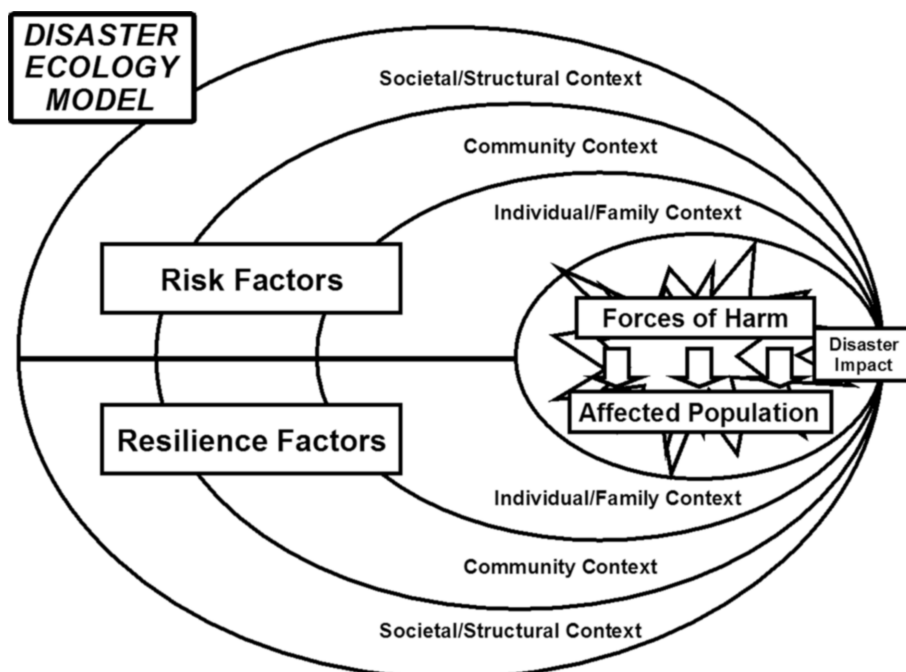 DISASTER
ECOLOGY
MODEL
Societal/Structural Context
Community Context
Individual/Family Context
Risk Factors
Forces of Harm
Disaster
Impact
Affected Population
Resilience Factors
Individual/Family Context
Community Context
Societal/Structural Context